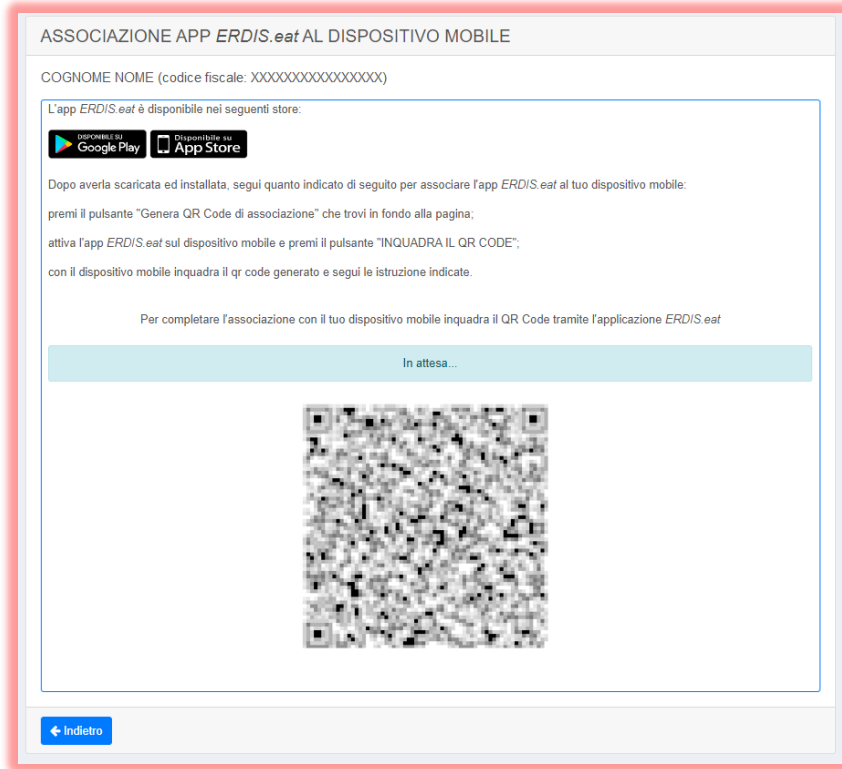 ASSOCIAZIONE APP ERDIS.eat AL DISPOSITIVO MOBILE
COGNOME NOME (codice fiscale: XXXXXXXXXXXXXXXX)
L'app ERDIS.eat è disponibile nei seguenti store:
DISPONIBILE SU
Google Play
Disponibile su
App Store
Dopo averla scaricata ed installata, segui quanto indicato di seguito per associare l'app ERDIS.eat al tuo dispositivo mobile:
premi il pulsante "Genera QR Code di associazione" che trovi in fondo alla pagina;
attiva l'app ERDIS.eat sul dispositivo mobile e premi il pulsante "INQUADRA IL QR CODE";
con il dispositivo mobile inquadra il qr code generato e segui le istruzione indicate.
Per completare l'associazione con il tuo dispositivo mobile inquadra il QR Code tramite l'applicazione ERDIS.eat
In attesa...
Indietro